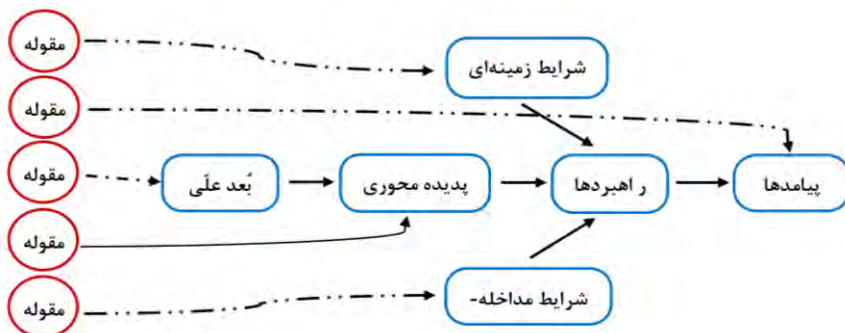 مقوله
شرایط زمینه‌ای
مقوله
مقوله
بُعد علّی
پدیده محوری
راهبردها
پیامدها
مقوله
مقوله
شرایط مداخله-